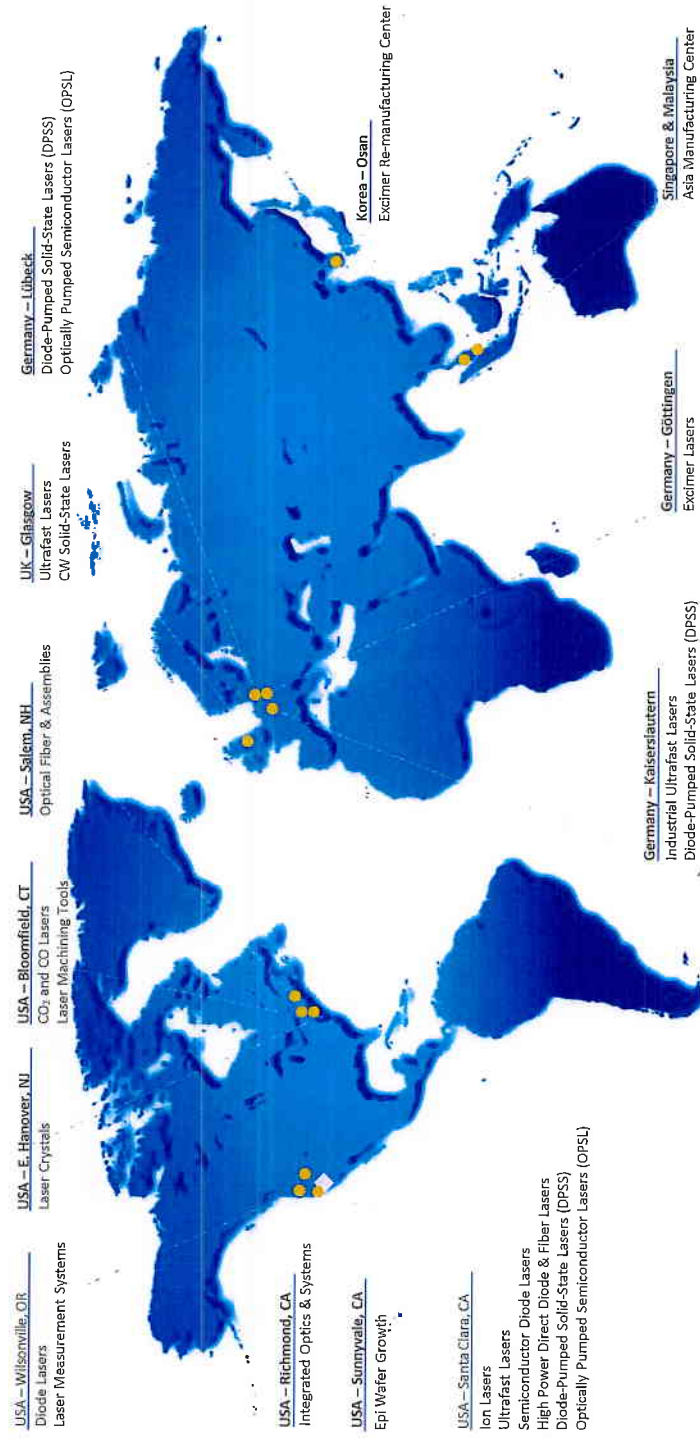 USA – Wilsonville, OR
Diode Lasers
Laser Measurement Systems
USA – E. Hanover, NJ
Laser Crystals
USA – Bloomfield, CT
CO₂ and CO Lasers
Laser Machining Tools
USA – Salem, NH
Optical Fiber & Assemblies
UK – Glasgow
Ultrafast Lasers
CW Solid-State Lasers
Germany – Lübeck
Diode-Pumped Solid-State Lasers (DPSS)
Optically Pumped Semiconductor Lasers (OPSL)
USA – Richmond, CA
Integrated Optics & Systems
USA – Sunnyvale, CA
Epi Wafer Growth
USA – Santa Clara, CA
Ion Lasers
Ultrafast Lasers
Semiconductor Diode Lasers
High Power Direct Diode & Fiber Lasers
Diode-Pumped Solid-State Lasers (DPSS)
Optically Pumped Semiconductor Lasers (OPSL)
Korea – Osan
Excimer Re-manufacturing Center
Germany – Kaiserslautern
Industrial Ultrafast Lasers
Diode-Pumped Solid-State Lasers (DPSS)
Germany – Göttingen
Excimer Lasers
Singapore & Malaysia
Asia Manufacturing Center